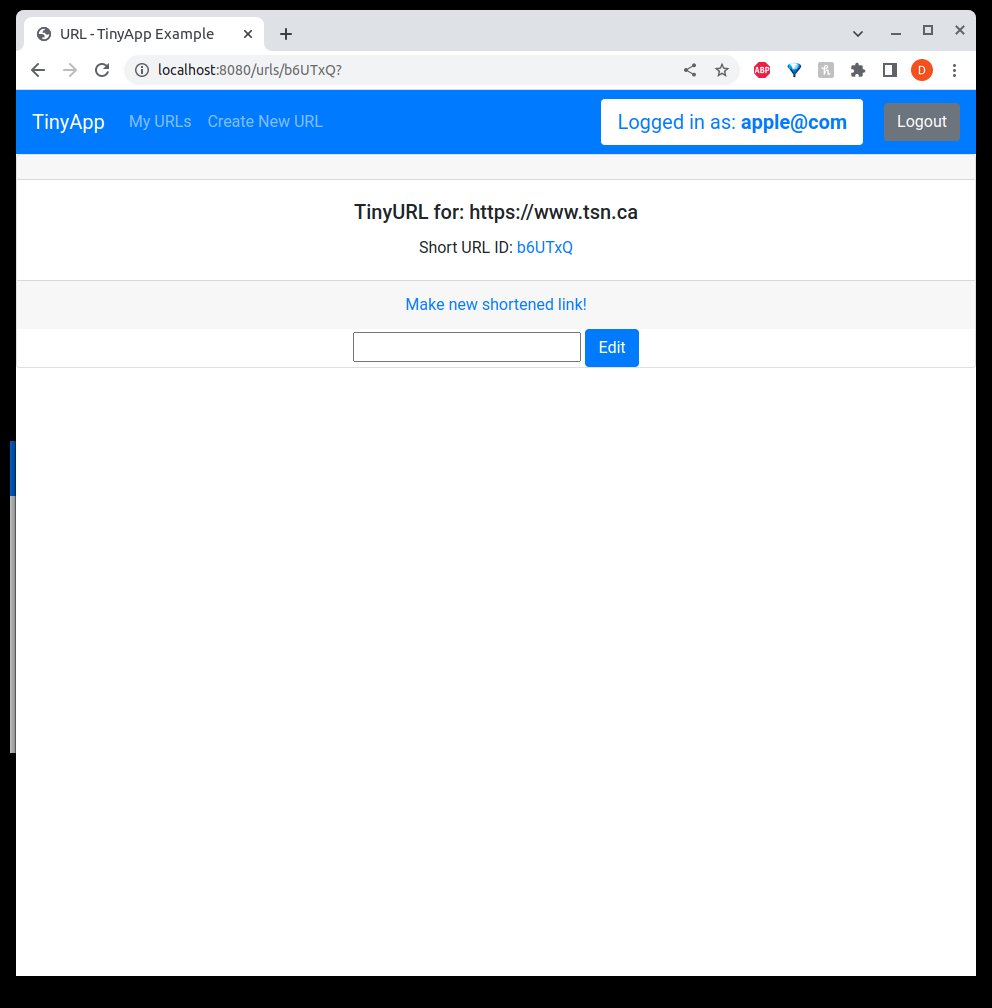 URL - TinyApp Example
localhost:8080/urls/b6UTxQ?
ABP
h
D
TinyApp My URLs Create New URL Logged in as: apple@com Logout
TinyURL for: https://www.tsn.ca
Short URL ID: b6UTxQ
Make new shortened link!
Edit